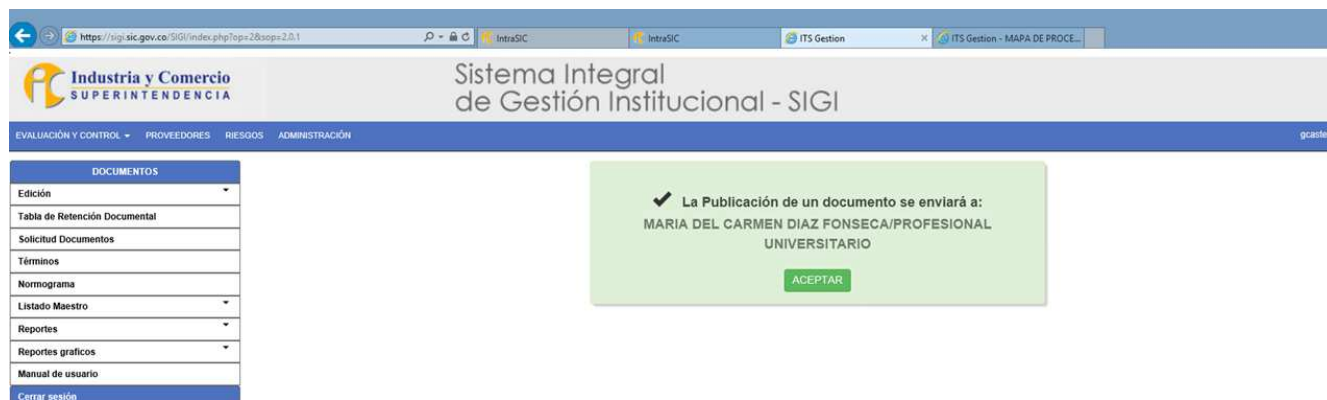 https://sigi.sic.gov.co/SIGI/index.php?op=2&sop=2.0.1
IntraSIC
IntraSIC
ITS Gestion
ITS Gestion - MAPA DE PROCE...
Industria y Comercio
SUPERINTENDENCIA
Sistema Integral
de Gestión Institucional - SIGI
EVALUACIÓN Y CONTROL
PROVEEDORES
RIESGOS
ADMINISTRACIÓN
gcaste
DOCUMENTOS
Edición
Tabla de Retención Documental
Solicitud Documentos
Términos
Normograma
Listado Maestro
Reportes
Reportes graficos
Manual de usuario
Cerrar sesión
La Publicación de un documento se enviará a:
MARIA DEL CARMEN DIAZ FONSECA/PROFESIONAL
UNIVERSITARIO
ACEPTAR